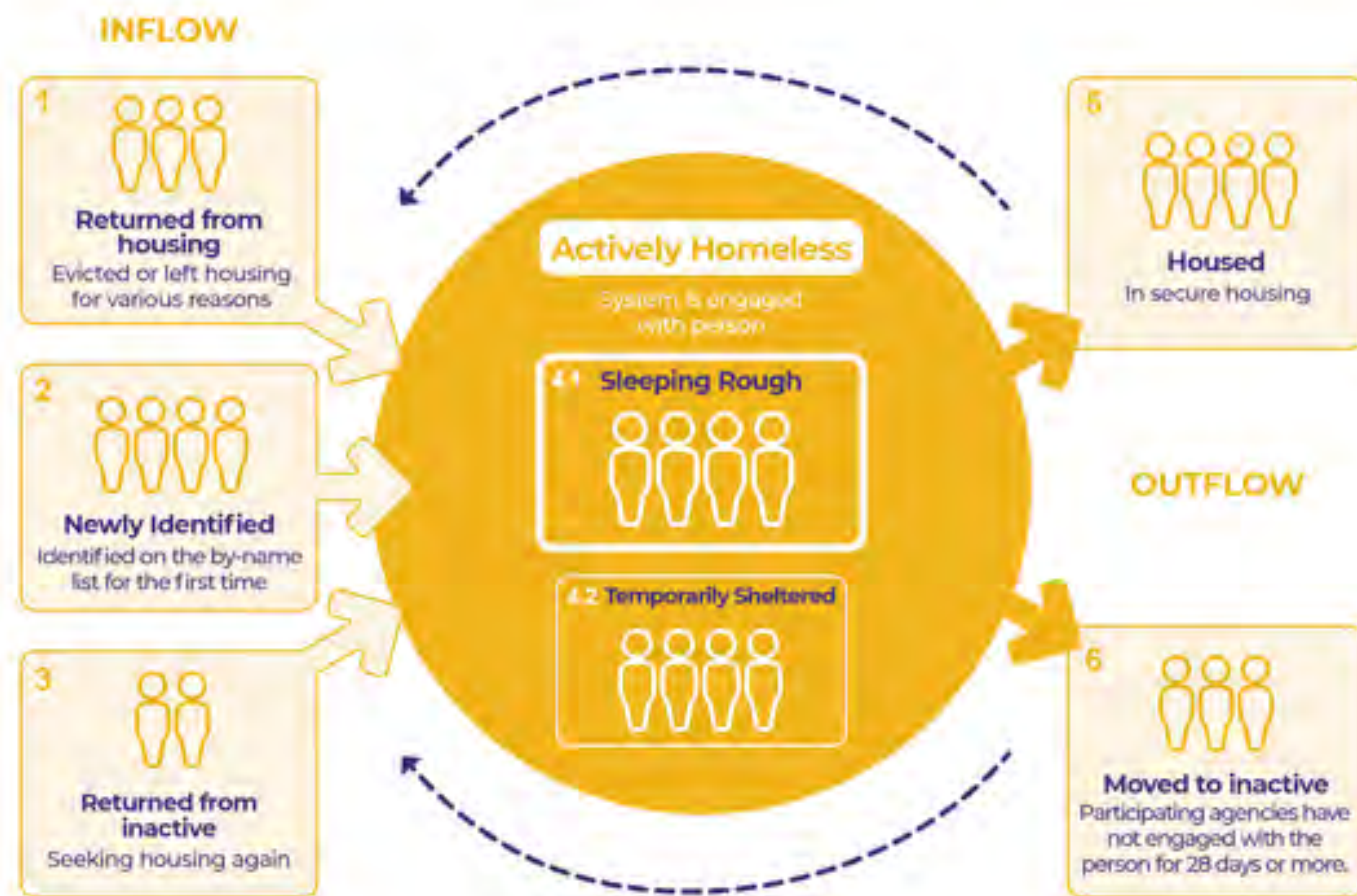 INFLOW
1
Returned from
housing
Evicted or left housing
for various reasons
2
Newly Identified
Identified on the by-name
list for the first time
3
Returned from
inactive
Seeking housing again
Actively Homeless
System is engaged
with person
4.1 Sleeping Rough
4.2 Temporarily Sheltered
5
Housed
In secure housing
OUTFLOW
6
Moved to inactive
Participating agencies have
not engaged with the
person for 28 days or more.